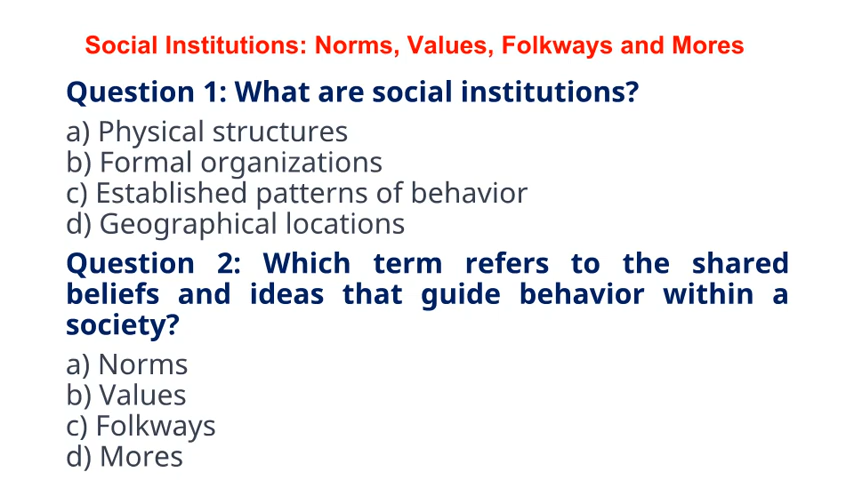 Social Institutions: Norms, Values, Folkways and Mores
Question 1: What are social institutions?
a) Physical structures
b) Formal organizations
c) Established patterns of behavior
d) Geographical locations
Question 2: Which term refers to the shared
beliefs and ideas that guide behavior within a
society?
a) Norms
b) Values
c) Folkways
d) Mores